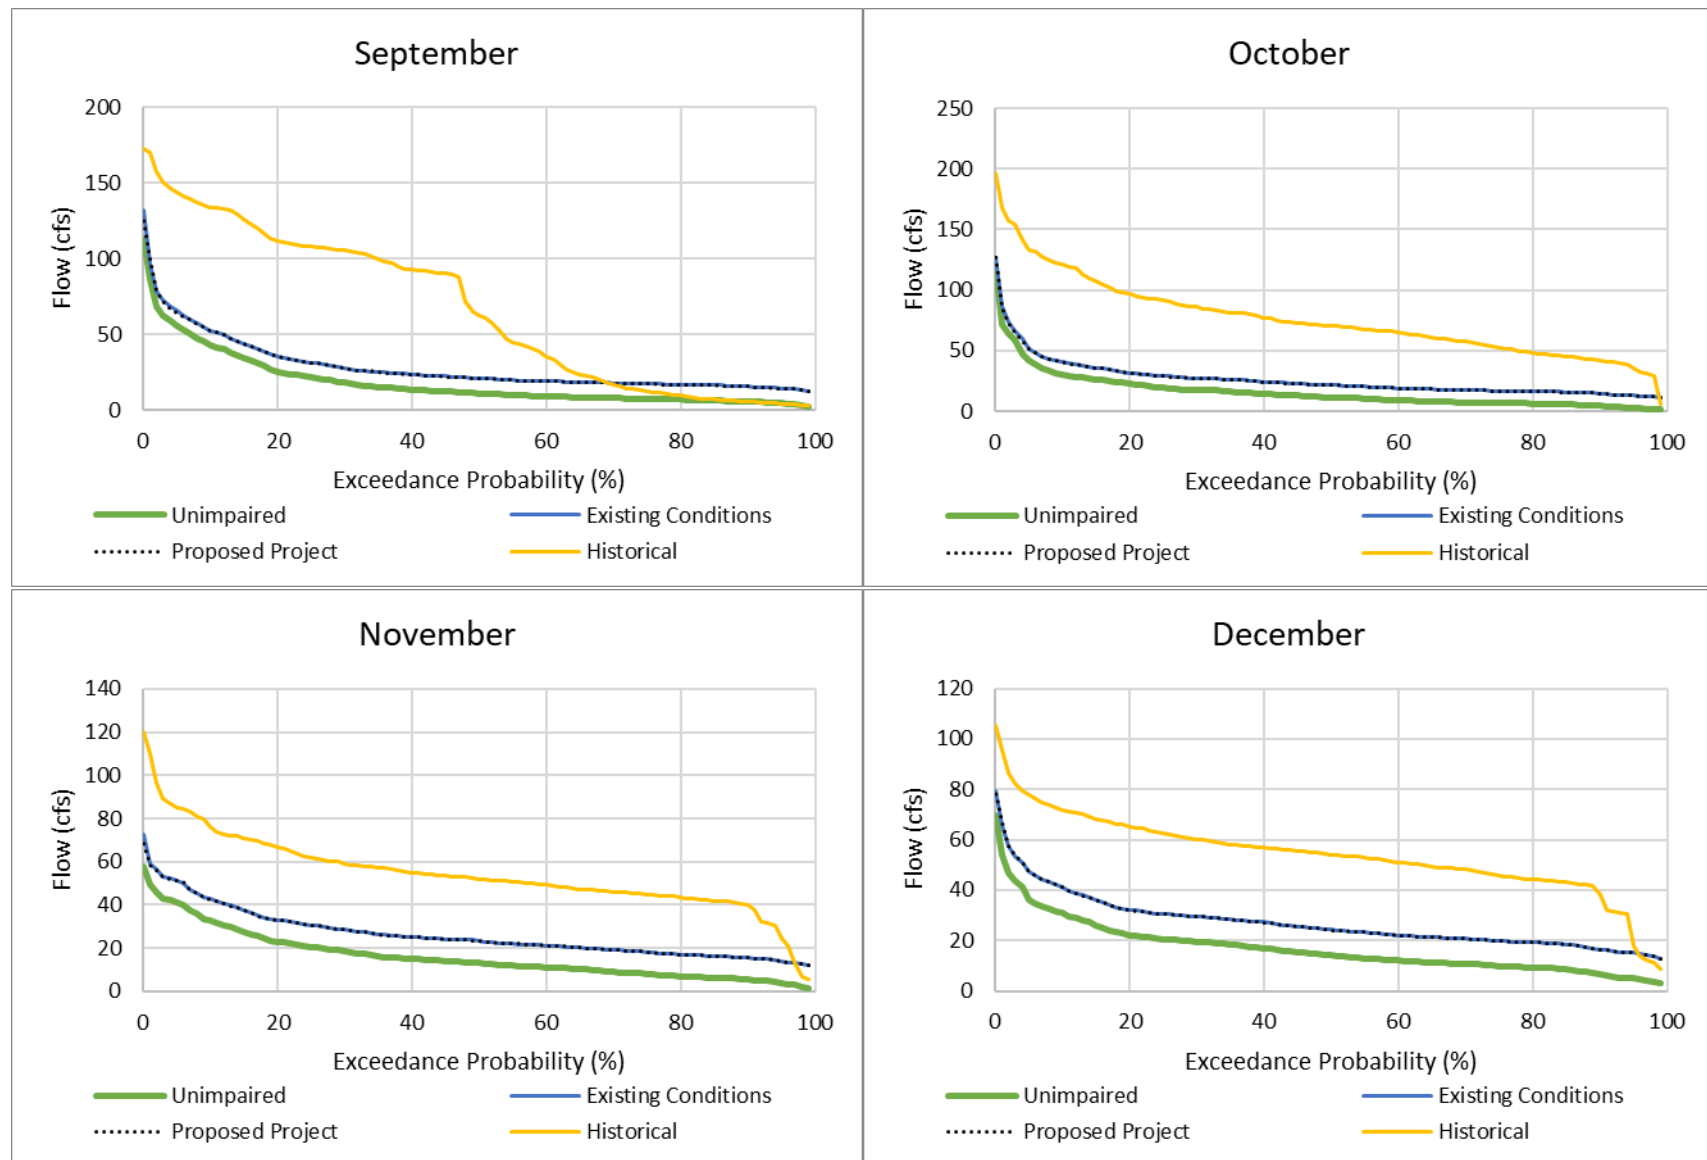 September
200
150
100
50
0
0 20 40 60 80 100
Flow (cfs)
Exceedance Probability (%)
Unimpaired Existing Conditions
Proposed Project Historical
October
250
200
150
100
50
0
0 20 40 60 80 100
Flow (cfs)
Exceedance Probability (%)
Unimpaired Existing Conditions
Proposed Project Historical
November
140
120
100
80
60
40
20
0
0 20 40 60 80 100
Flow (cfs)
Exceedance Probability (%)
Unimpaired Existing Conditions
Proposed Project Historical
December
120
100
80
60
40
20
0
0 20 40 60 80 100
Flow (cfs)
Exceedance Probability (%)
Unimpaired Existing Conditions
Proposed Project Historical